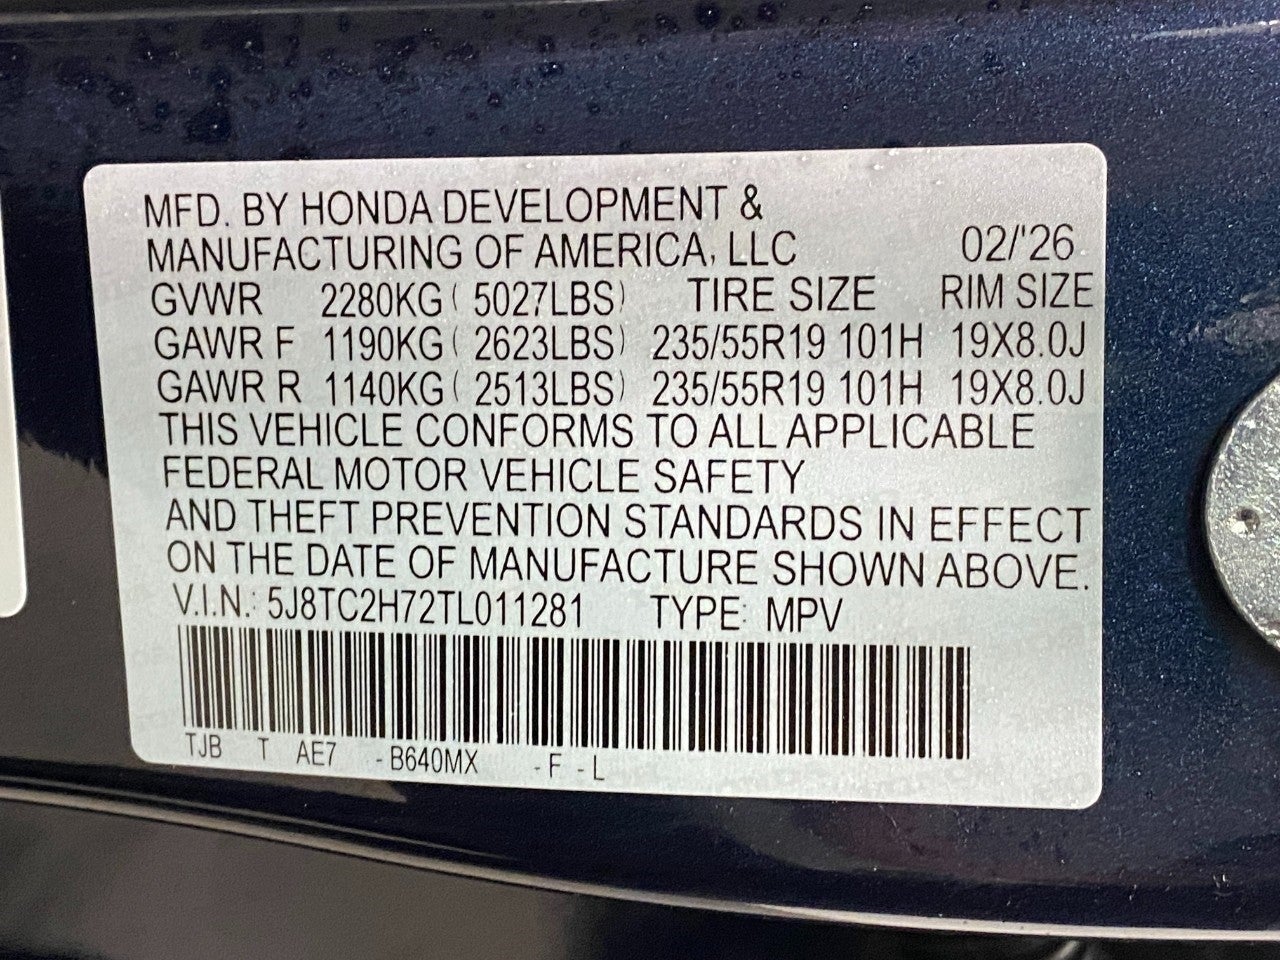 MFD. BY HONDA DEVELOPMENT &
MANUFACTURING OF AMERICA, LLC 02/'26
GVWR 2280KG ( 5027LBS) TIRE SIZE RIM SIZE
GAWR F 1190KG ( 2623LBS) 235/55R19 101H 19X8.0J
GAWR R 1140KG ( 2513LBS) 235/55R19 101H 19X8.0J
THIS VEHICLE CONFORMS TO ALL APPLICABLE
FEDERAL MOTOR VEHICLE SAFETY
AND THEFT PREVENTION STANDARDS IN EFFECT
ON THE DATE OF MANUFACTURE SHOWN ABOVE.
V.I.N.: 5J8TC2H72TL011281 TYPE: MPV
TJB T AE7 - B640MX - F - L